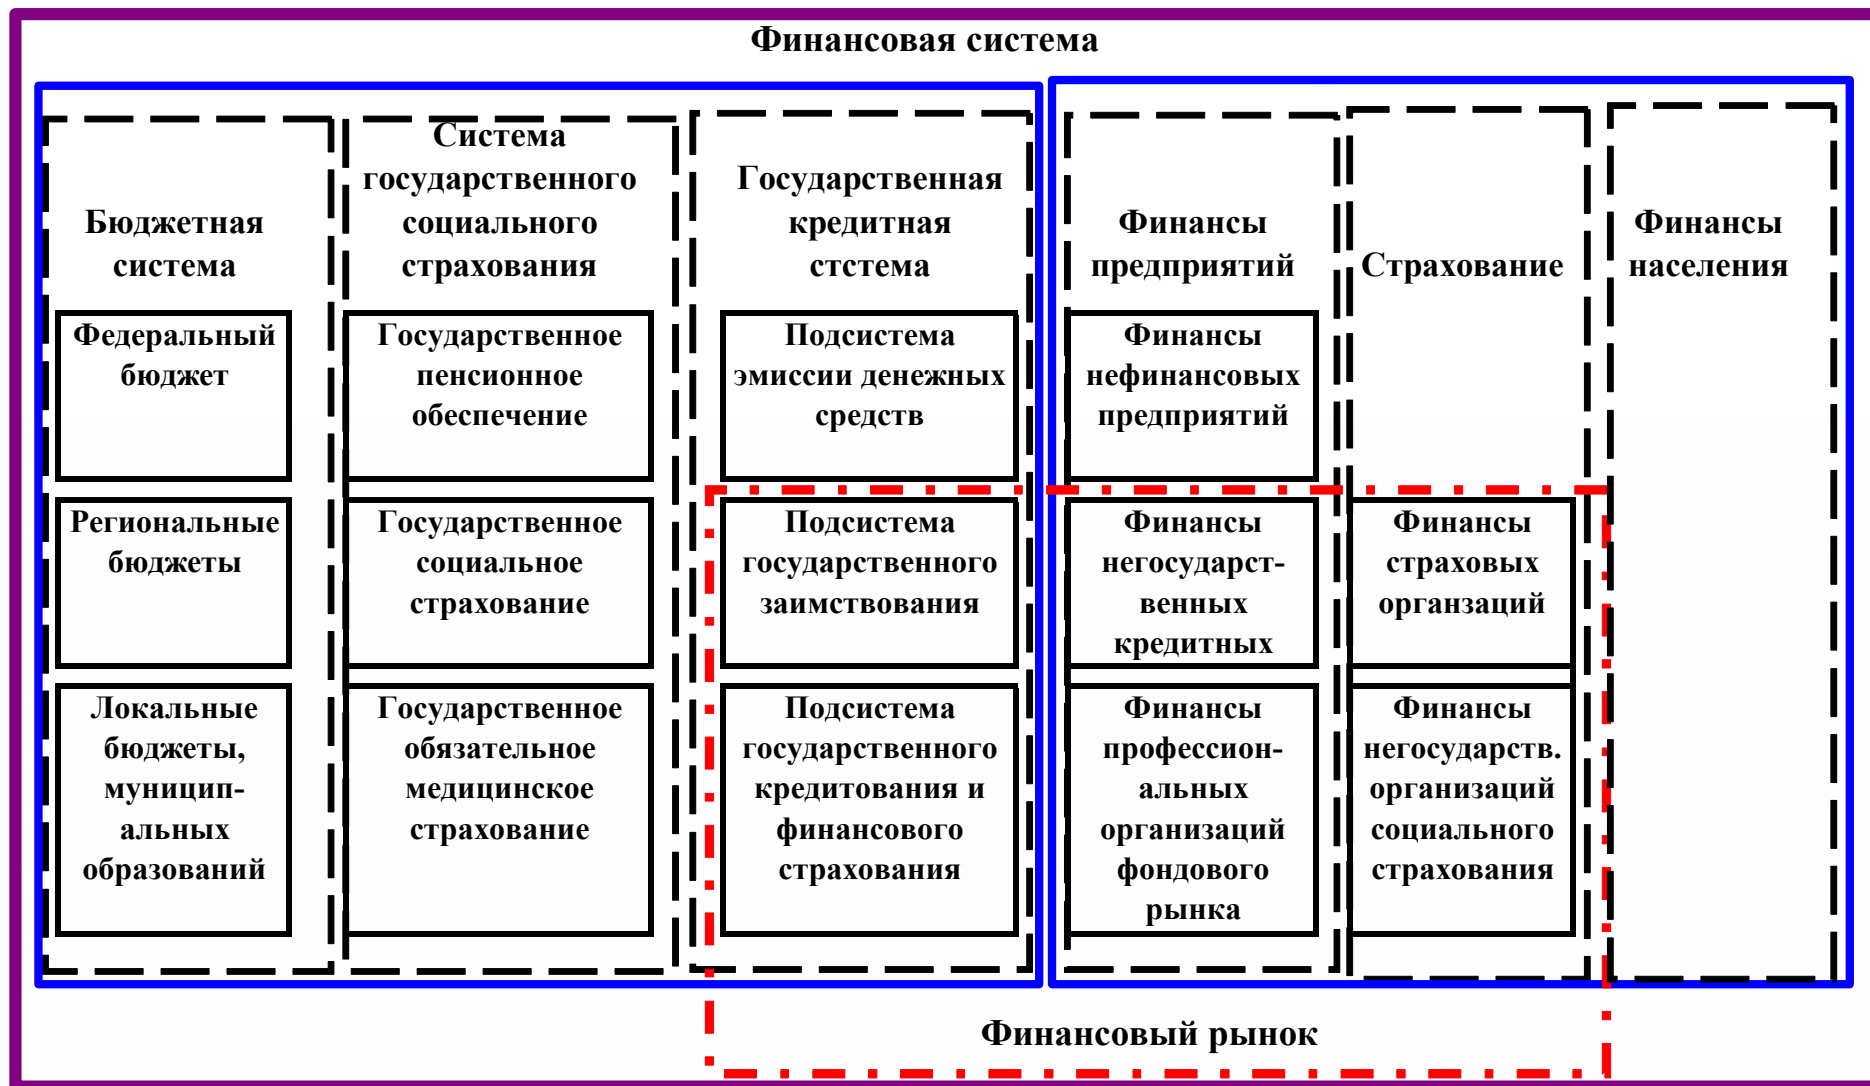 Финансовая система
Бюджетная
система
Федеральный
бюджет
Региональные
бюджеты
Локальные
бюджеты,
муницип-
альных
образований
Система
государственного
социального
страхования
Государственное
пенсионное
обеспечение
Государственное
социальное
страхование
Государственное
обязательное
медицинское
страхование
Государственная
кредитная
стстема
Подсистема
эмиссии денежных
средств
Подсистема
государственного
заимствования
Подсистема
государственного
кредитования и
финансового
страхования
Финансы
предприятий
Финансы
нефинансовых
предприятий
Финансы
негосударст-
венных
кредитных
Финансы
профессион-
альных
организаций
фондового
рынка
Страхование
Финансы
страховых
органзаций
Финансы
негосударств.
организаций
социального
страхования
Финансы
населения
Финансовый рынок